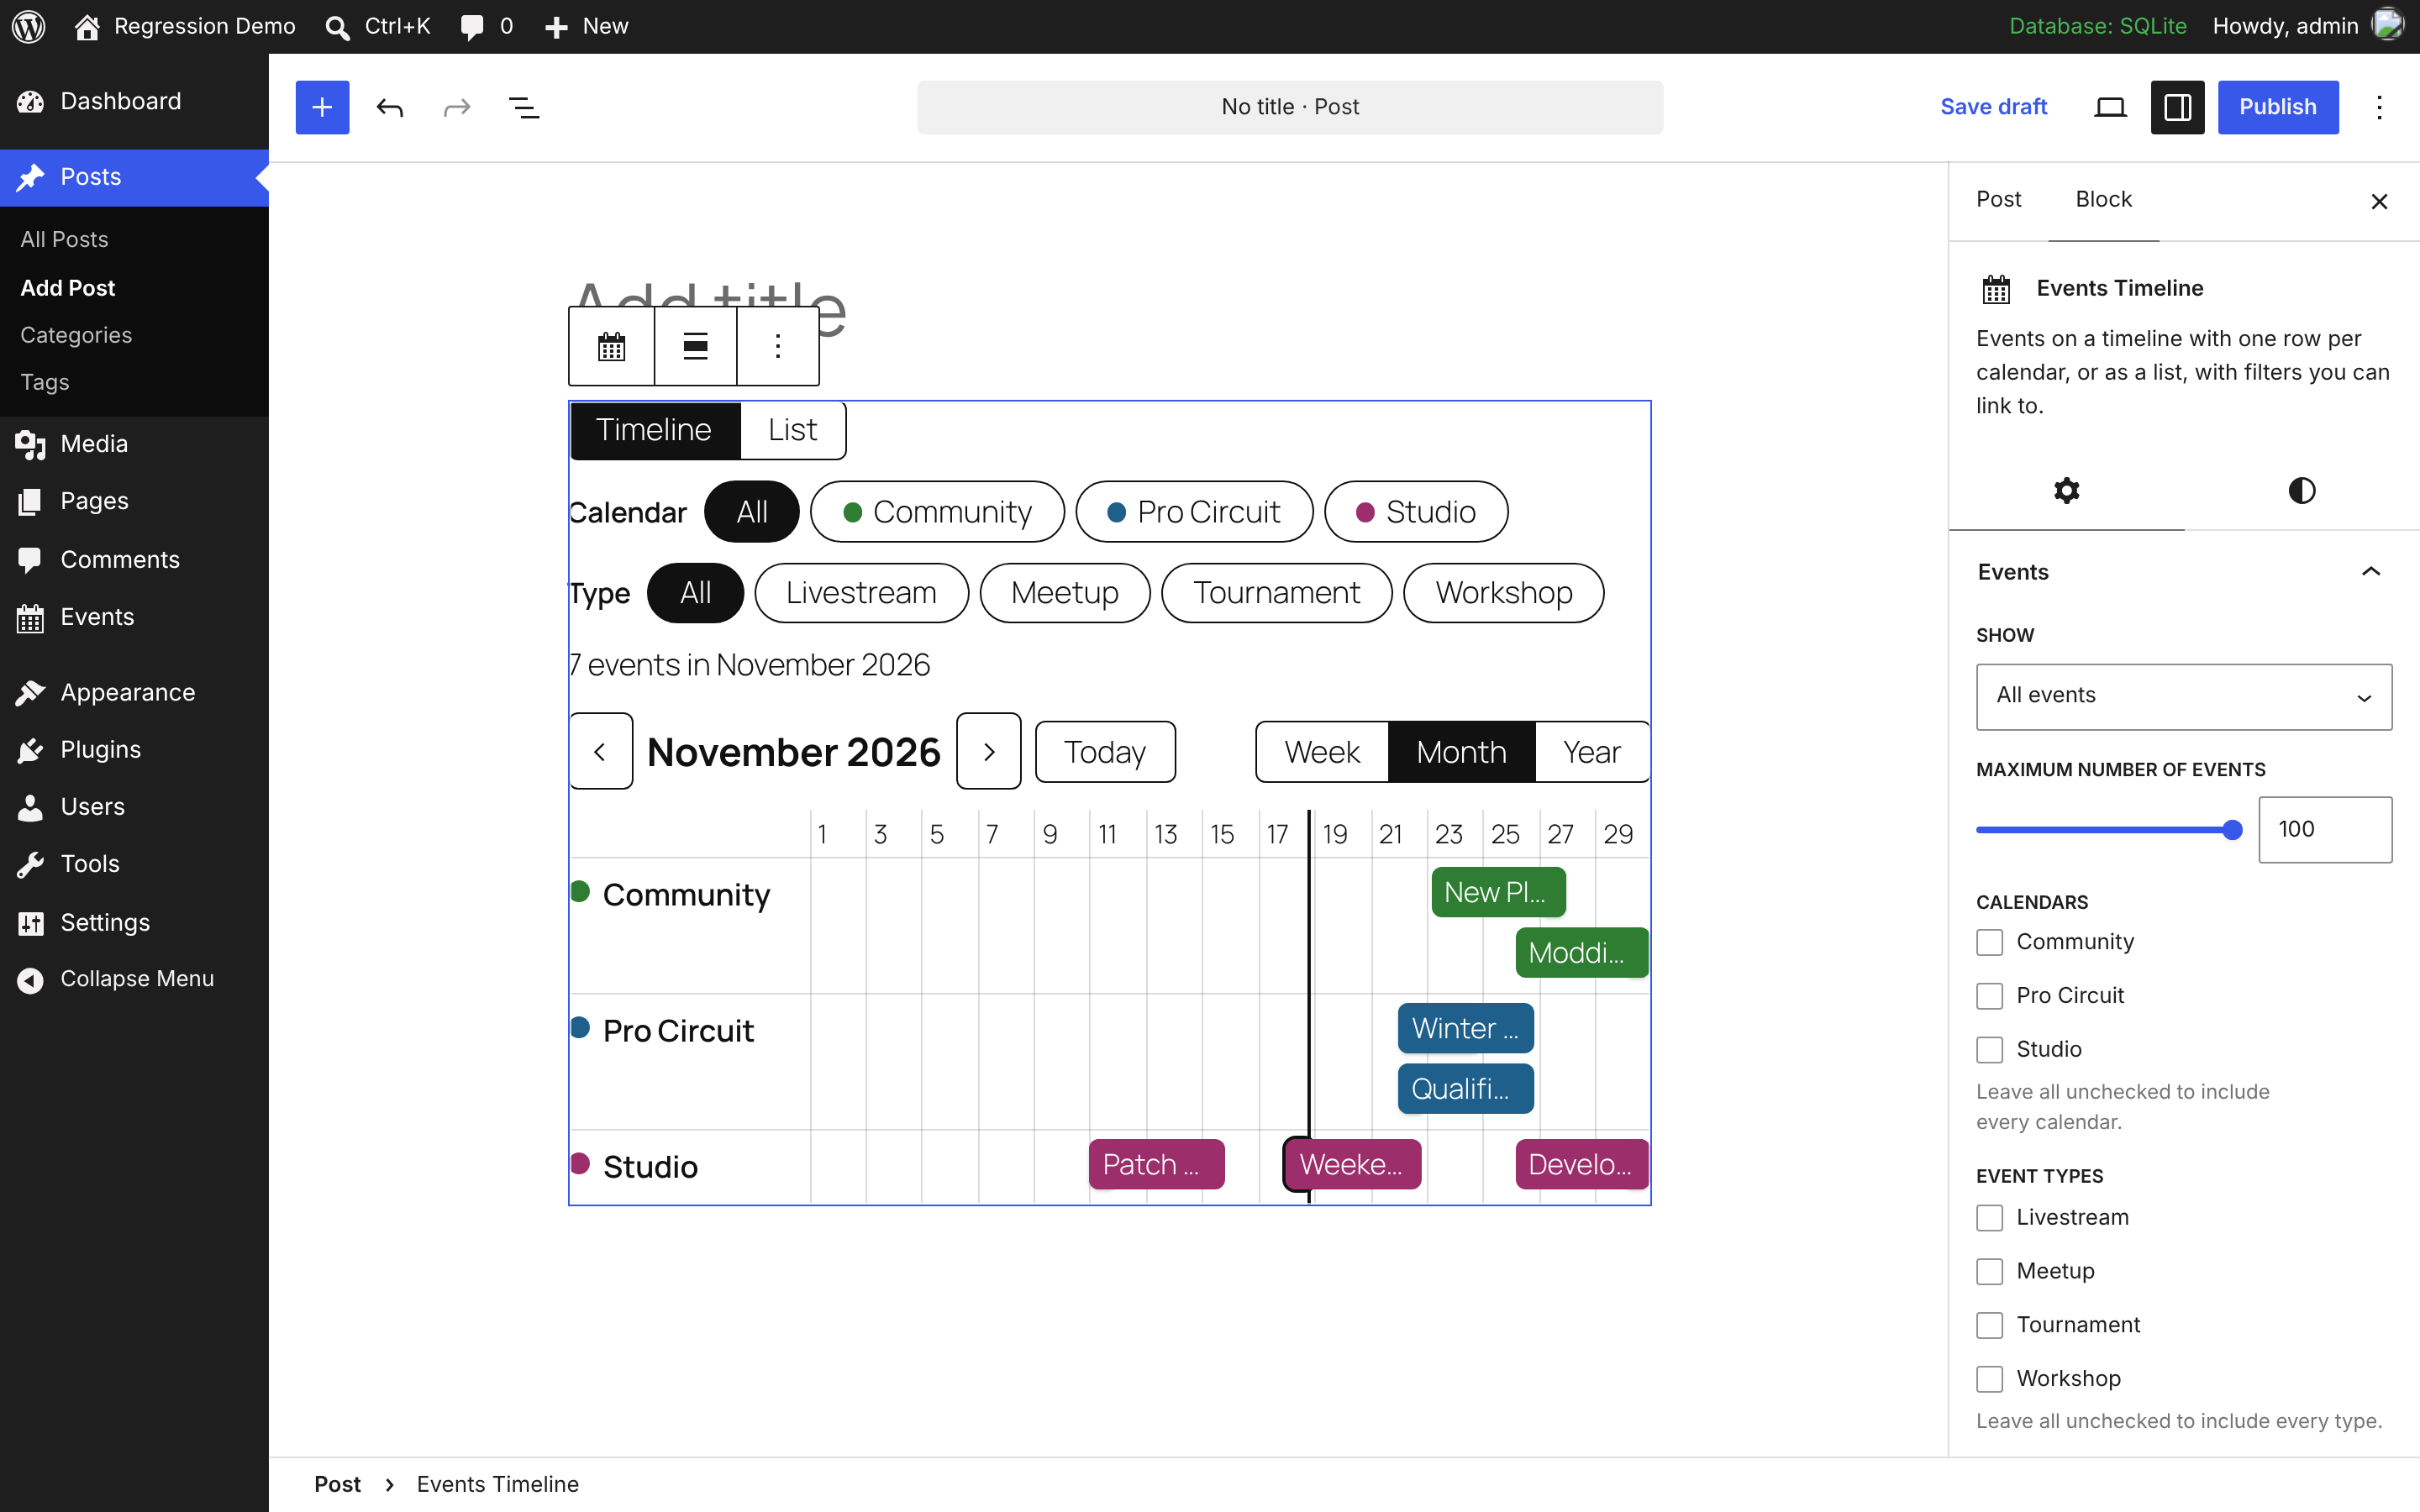 Regression Demo
Ctrl+K
0
New
Database: SQLite
Howdy, admin
Dashboard
Posts
All Posts
Add Post
Categories
Tags
Media
Pages
Comments
Events
Appearance
Plugins
Users
Tools
Settings
Collapse Menu
No title · Post
Save draft
Publish
Add title
Timeline
List
Calendar
All
Community
Pro Circuit
Studio
Type
All
Livestream
Meetup
Tournament
Workshop
7 events in November 2026
November 2026
Today
Week
Month
Year
1 3 5 7 9 11 13 15 17 19 21 23 25 27 29
Community
New Pl...
Moddi...
Pro Circuit
Winter ...
Qualifi...
Studio
Patch ...
Weeke...
Develo...
Post
Block
Events Timeline
Events on a timeline with one row per
calendar, or as a list, with filters you can
link to.
Events
SHOW
All events
MAXIMUM NUMBER OF EVENTS
100
CALENDARS
Community
Pro Circuit
Studio
Leave all unchecked to include
every calendar.
EVENT TYPES
Livestream
Meetup
Tournament
Workshop
Leave all unchecked to include every type.
Post
Events Timeline